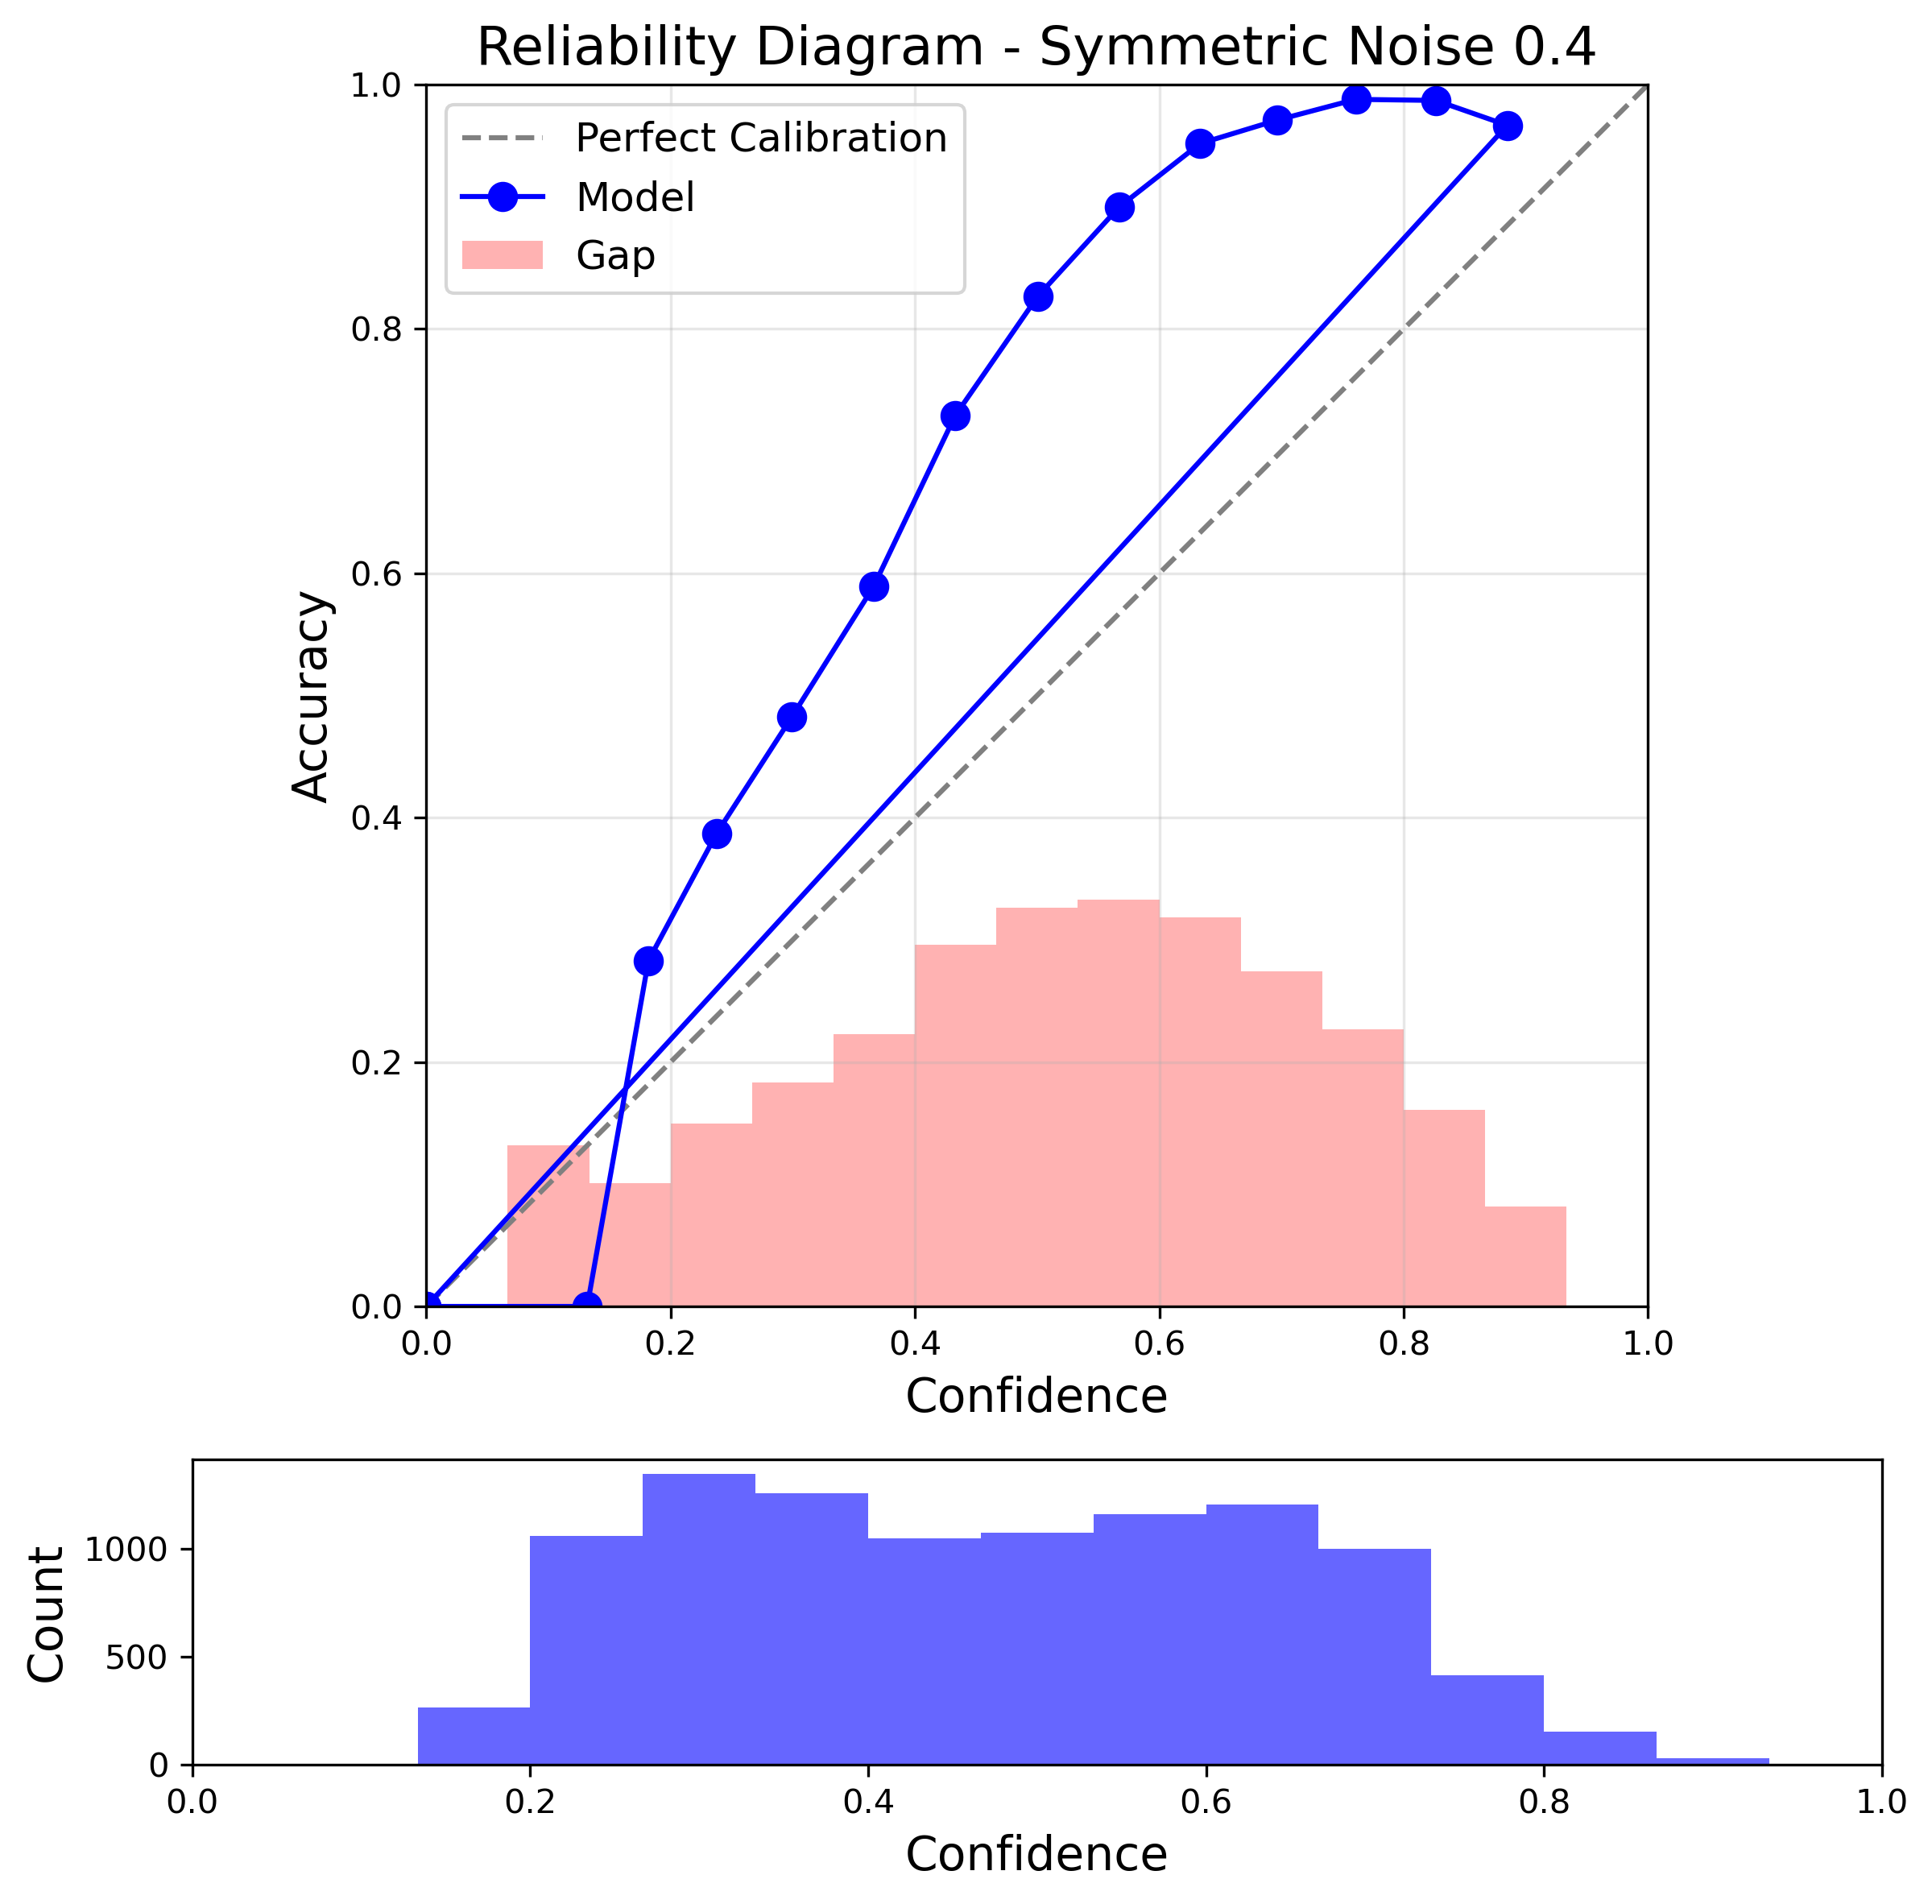 Reliability Diagram - Symmetric Noise 0.4
1.0
0.8
0.6
0.4
0.2
0.0
Accuracy
Perfect Calibration
Model
Gap
0.0 0.2 0.4 0.6 0.8 1.0
Confidence
1000
500
0
Count
0.0 0.2 0.4 0.6 0.8 1.0
Confidence